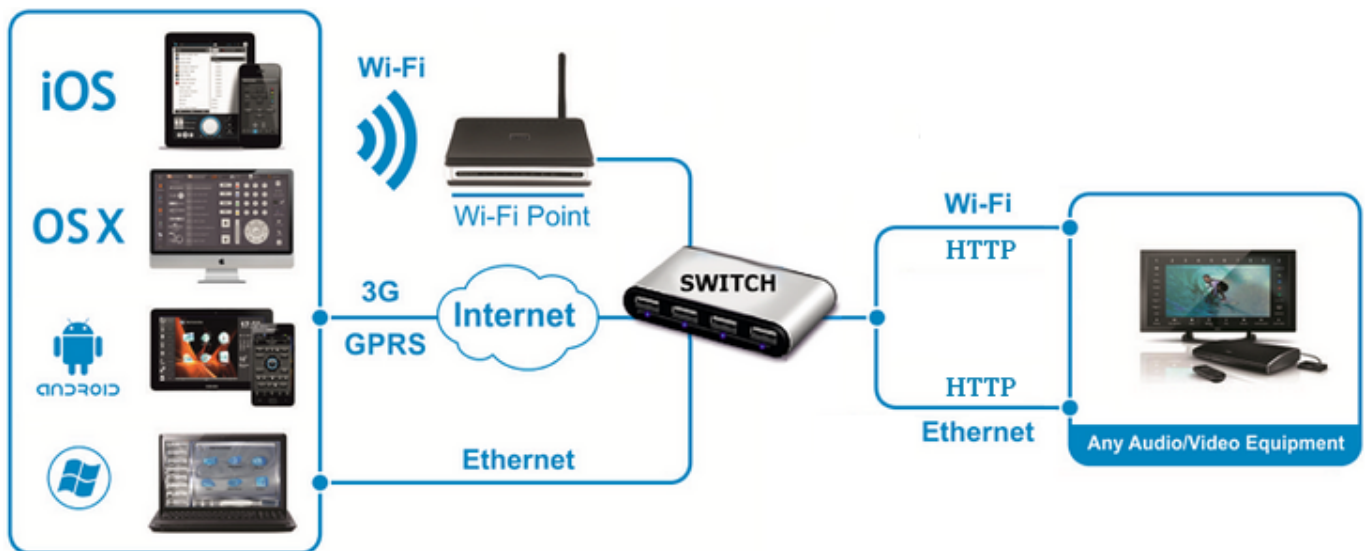 iOS
OS X
ANDROID
Wi-Fi
Wi-Fi Point
3G
GPRS
Internet
Ethernet
SWITCH
Wi-Fi
HTTP
HTTP
Ethernet
Any Audio/Video Equipment